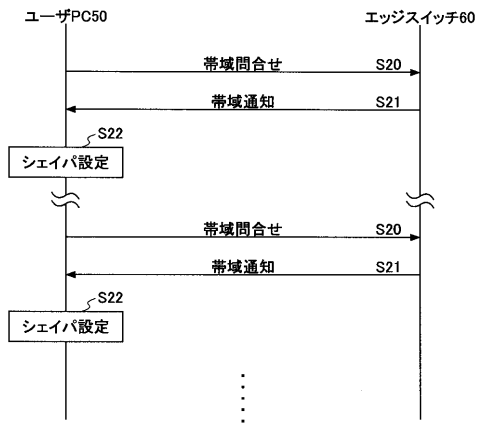 ユーザPC50
エッジスイッチ60
帯域問合せ S20
帯域通知 S21
S22
シェイパ設定
帯域問合せ S20
帯域通知 S21
S22
シェイパ設定